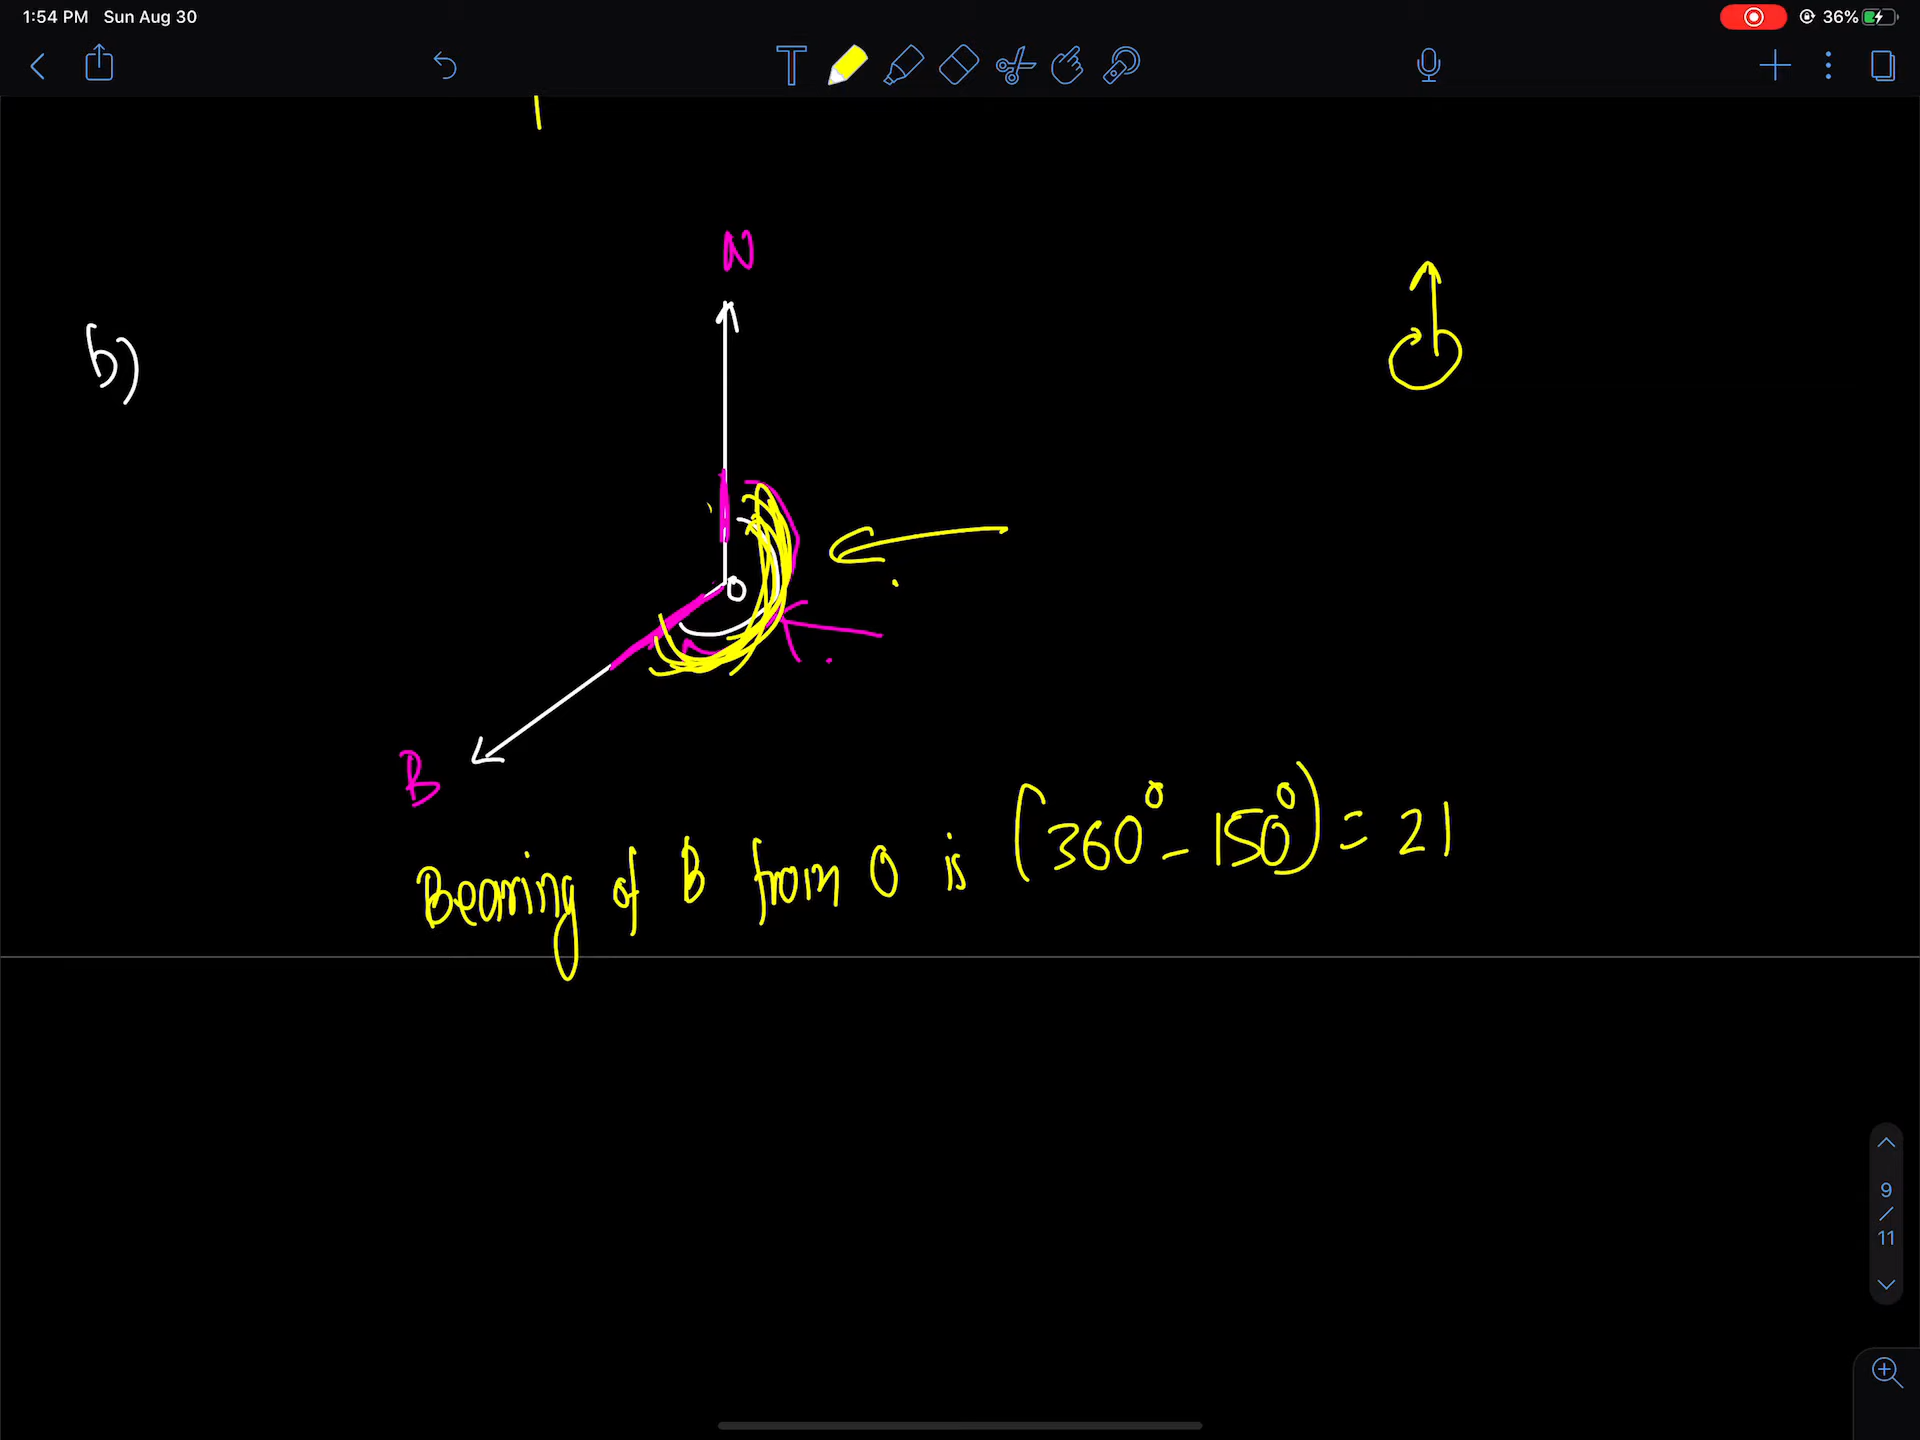 1:54 PM Sun Aug 30
36%
T
N
b)
O
B
Bearing of B from O is (360° - 150°) = 21
9
/
11